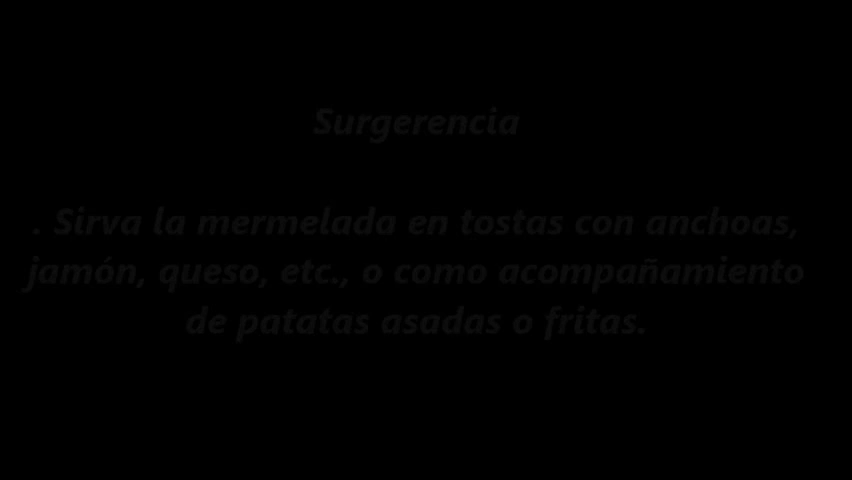 Surgerencia
. Sirva la mermelada en tostas con anchoas,
jamón, queso, etc., o como acompañamiento
de patatas asadas o fritas.